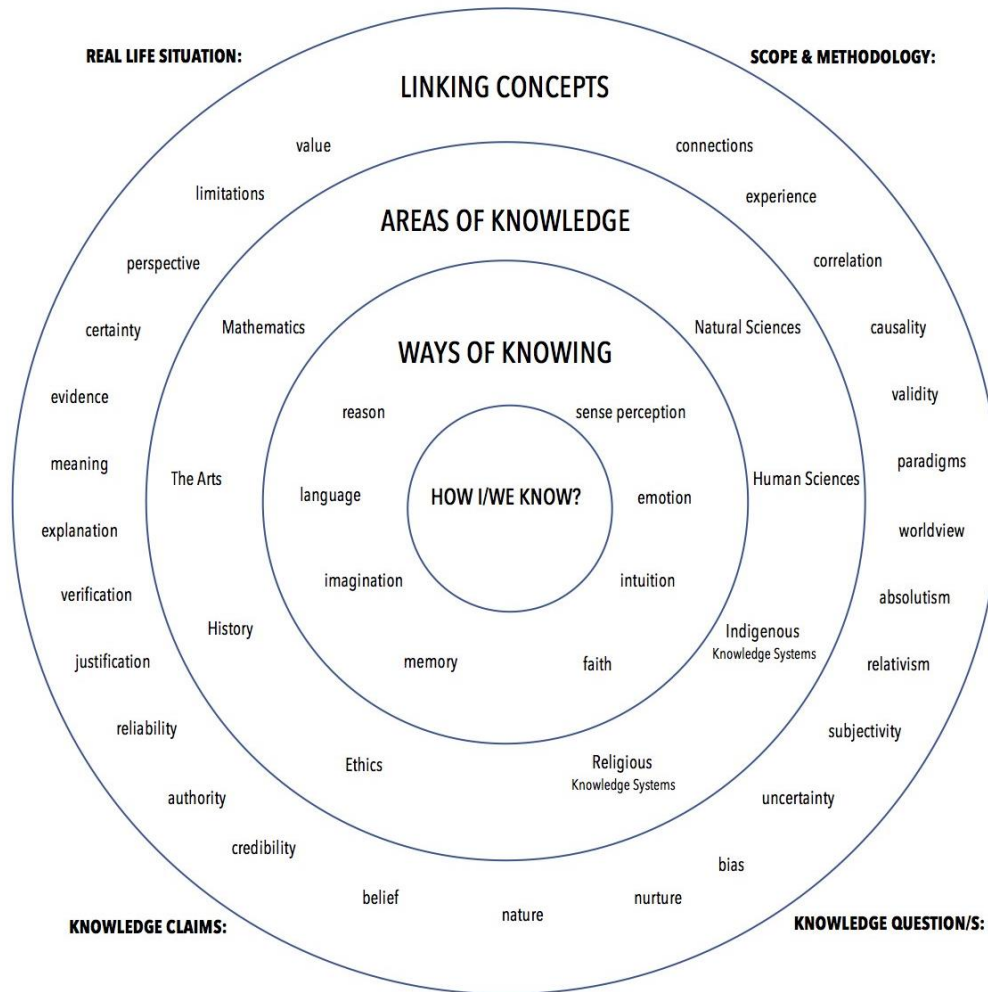 REAL LIFE SITUATION:
SCOPE & METHODOLOGY:
LINKING CONCEPTS
value
connections
limitations
experience
AREAS OF KNOWLEDGE
perspective
correlation
certainty
Mathematics
Natural Sciences
causality
WAYS OF KNOWING
evidence
reason
sense perception
validity
meaning
The Arts
language
HOW I/WE KNOW?
emotion
Human Sciences
paradigms
explanation
worldview
imagination
intuition
verification
absolutism
History
Indigenous
Knowledge Systems
justification
memory
faith
relativism
reliability
subjectivity
Ethics
Religious
Knowledge Systems
authority
uncertainty
credibility
bias
belief
nature
nurture
KNOWLEDGE CLAIMS:
KNOWLEDGE QUESTION/S: